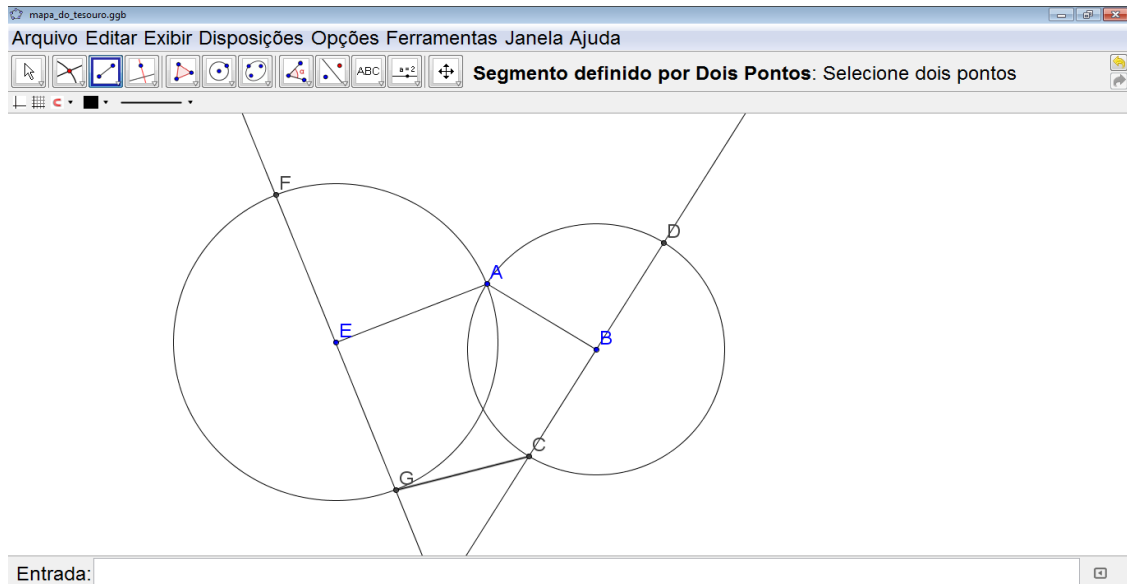 mapa_do_tesouro.ggb
Arquivo Editar Exibir Disposições Opções Ferramentas Janela Ajuda
ABC a=2 Segmento definido por Dois Pontos: Selecione dois pontos
F
D
A
E
B
C
G
Entrada: